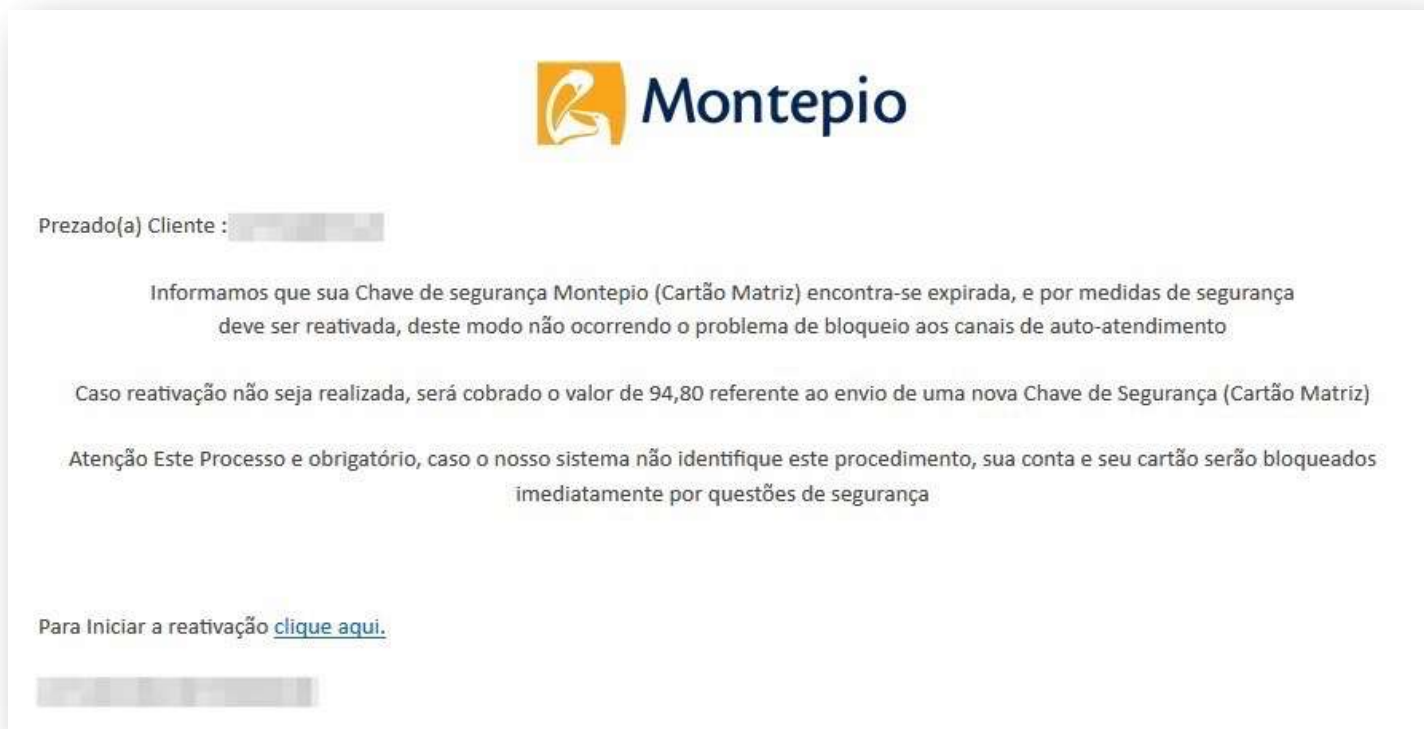 Montepio
Prezado(a) Cliente :
Informamos que sua Chave de segurança Montepio (Cartão Matriz) encontra-se expirada, e por medidas de segurança
deve ser reativada, deste modo não ocorrendo o problema de bloqueio aos canais de auto-atendimento
Caso reativação não seja realizada, será cobrado o valor de 94,80 referente ao envio de uma nova Chave de Segurança (Cartão Matriz)
Atenção Este Processo e obrigatório, caso o nosso sistema não identifique este procedimento, sua conta e seu cartão serão bloqueados
imediatamente por questões de segurança
Para Iniciar a reativação clique aqui.